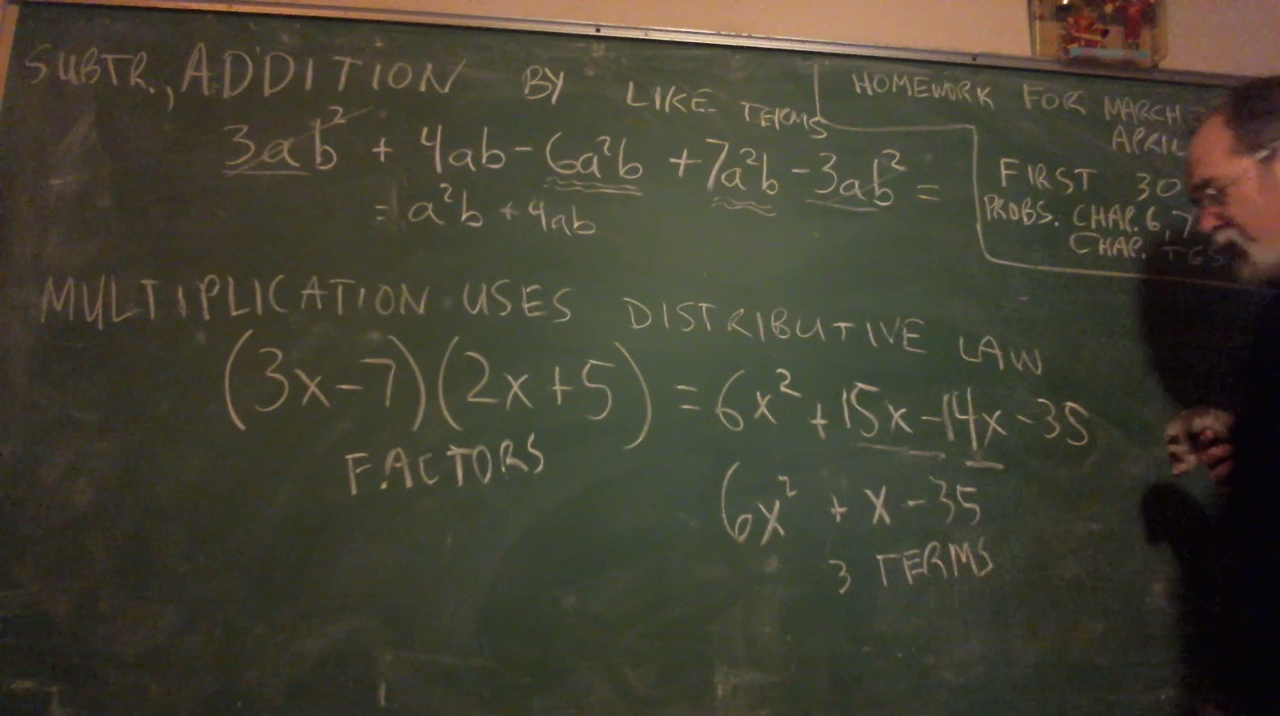 SUBTR., ADDITION BY LIKE TERMS
3ab² + 4ab - 6a²b + 7a²b - 3ab² =
= a²b + 4ab
HOMEWORK FOR MARCH
APRIL
FIRST 30
PROBS. CHAP. 6, 7
CHAP. TES
MULTIPLICATION USES DISTRIBUTIVE LAW
(3x-7)(2x+5) = 6x² + 15x - 14x - 35
FACTORS
6x² + x - 35
3 TERMS